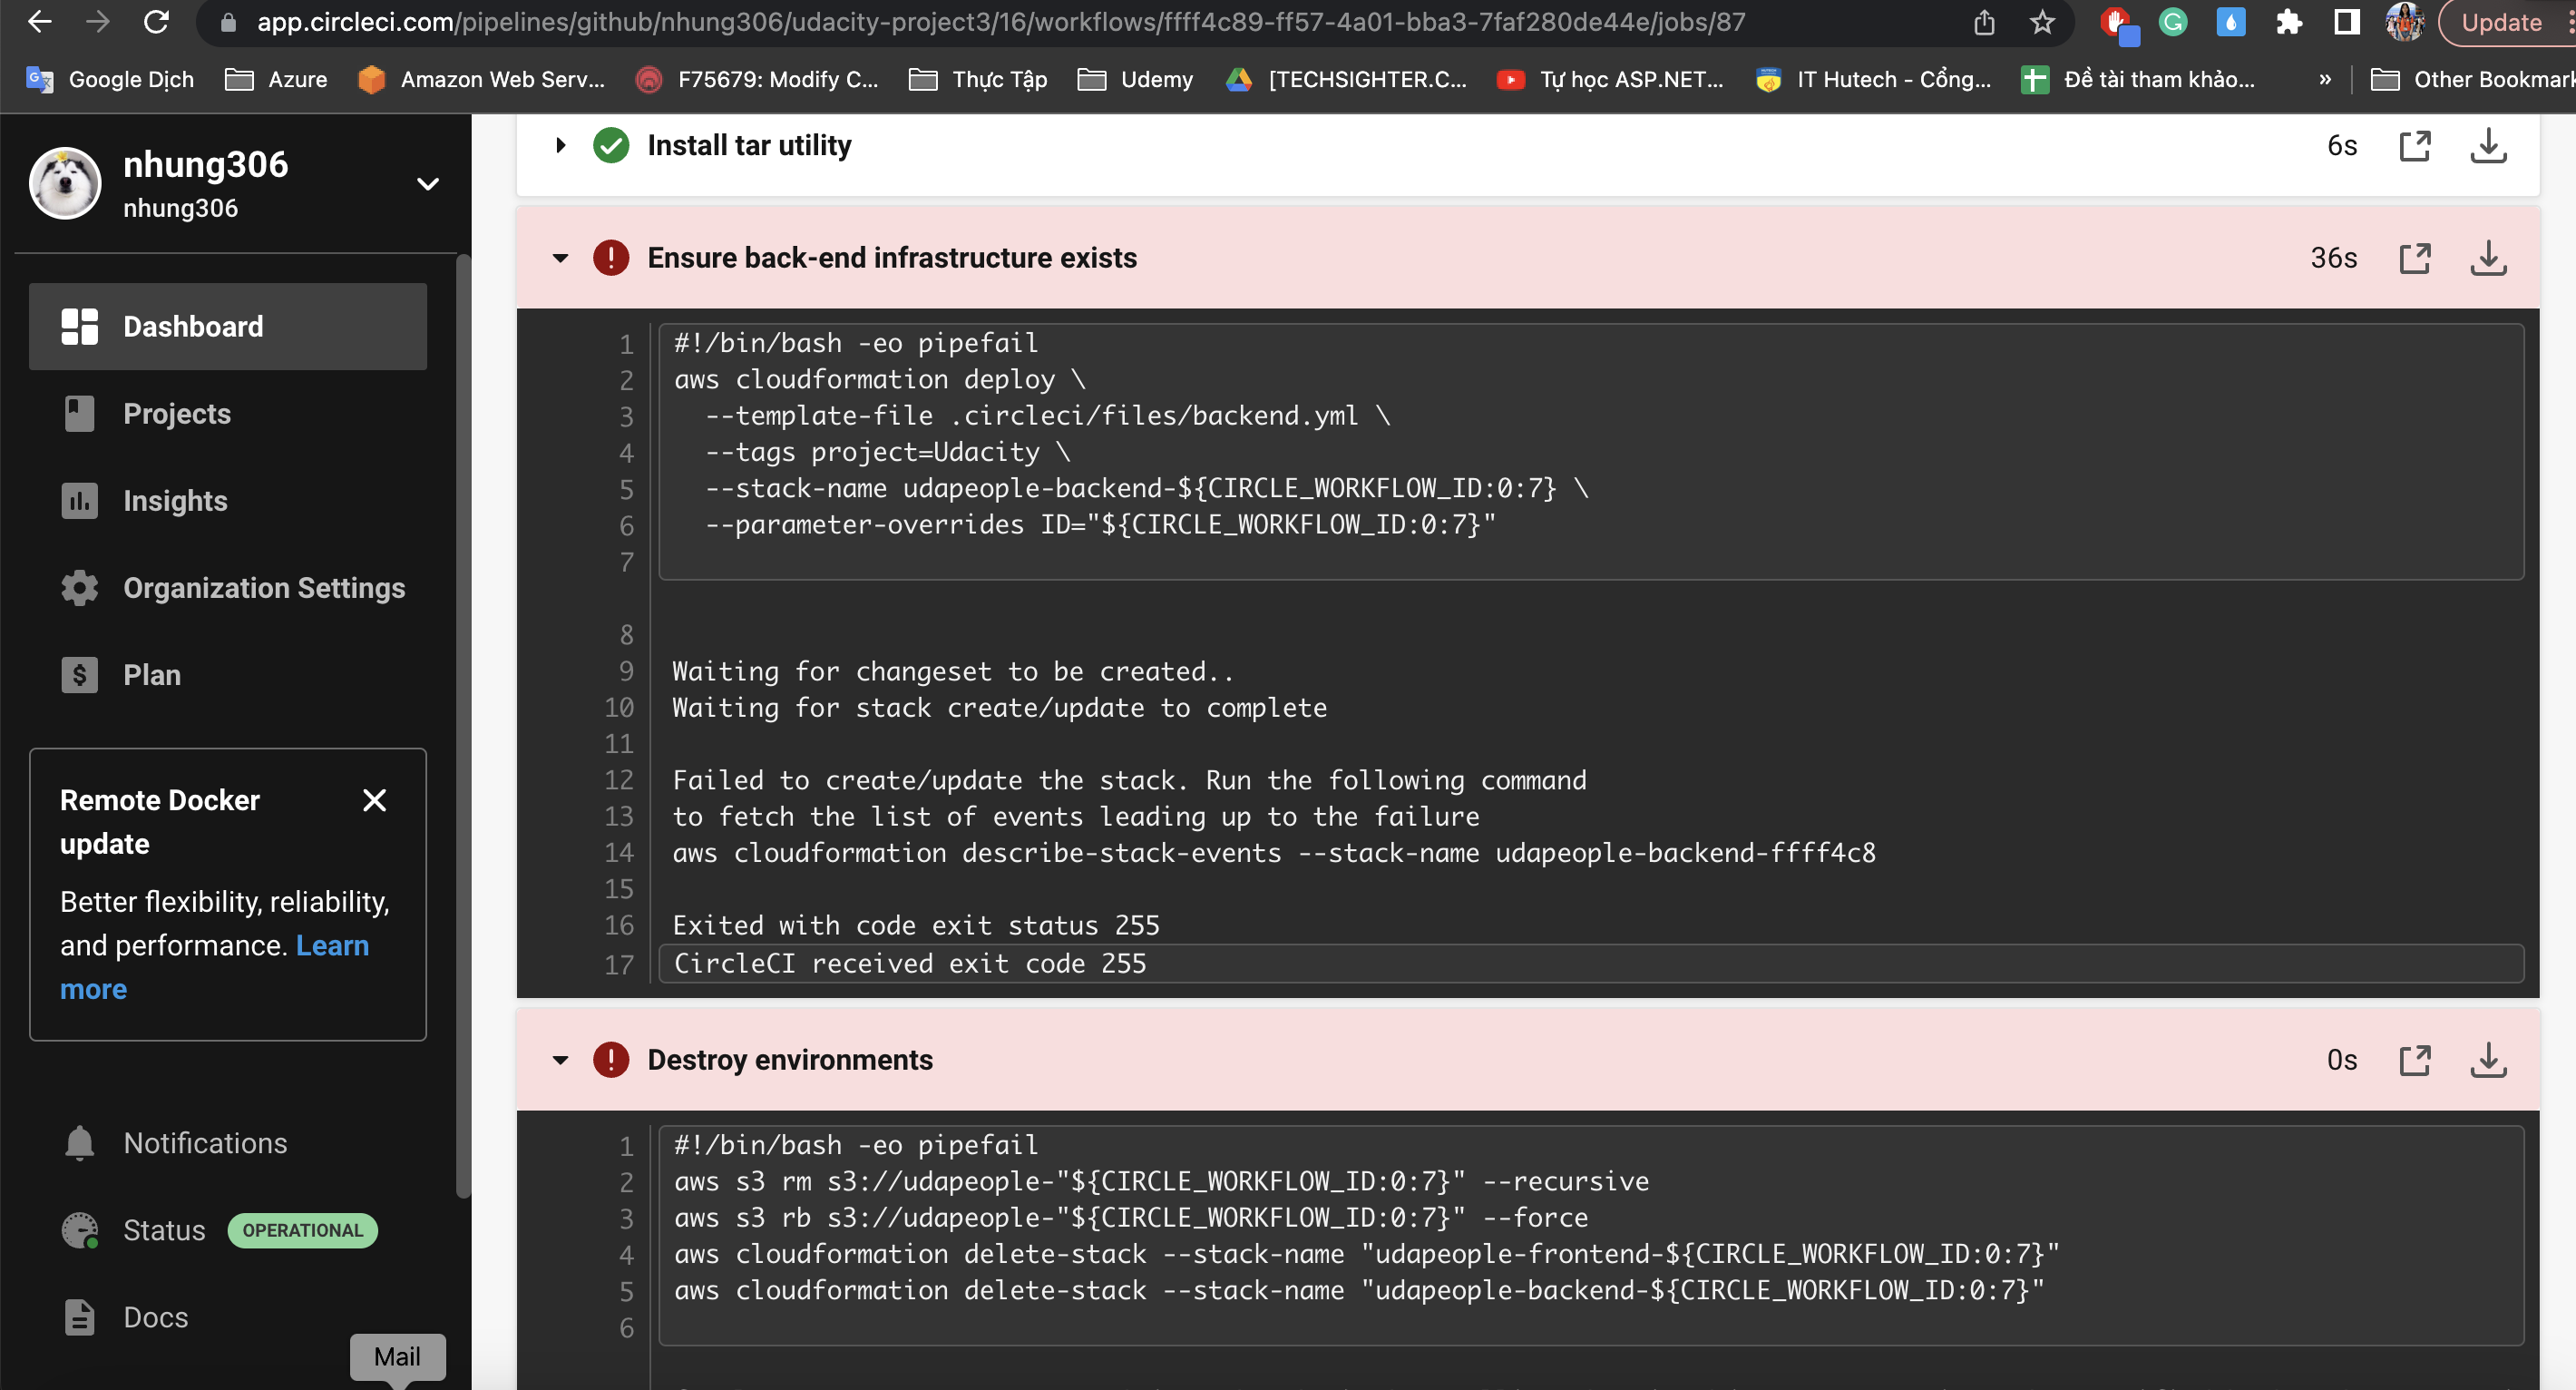 app.circleci.com/pipelines/github/nhung306/udacity-project3/16/workflows/ffff4c89-ff57-4a01-bba3-7faf280de44e/jobs/87
Update
Google Dịch
Azure
Amazon Web Serv...
F75679: Modify C...
Thực Tập
Udemy
[TECHSIGHTER.C...
Tự học ASP.NET...
IT Hutech - Cổng...
Đề tài tham khảo...
»
Other Bookmark
nhung306
nhung306
Dashboard
Projects
Insights
Organization Settings
Plan
Remote Docker
update
Better flexibility, reliability,
and performance. Learn
more
Notifications
Status OPERATIONAL
Docs
Mail
Install tar utility 6s
Ensure back-end infrastructure exists 36s
1 #!/bin/bash -eo pipefail
2 aws cloudformation deploy \
3 --template-file .circleci/files/backend.yml \
4 --tags project=Udacity \
5 --stack-name udapeople-backend-${CIRCLE_WORKFLOW_ID:0:7} \
6 --parameter-overrides ID="${CIRCLE_WORKFLOW_ID:0:7}"
7
8
9 Waiting for changeset to be created..
10 Waiting for stack create/update to complete
11
12 Failed to create/update the stack. Run the following command
13 to fetch the list of events leading up to the failure
14 aws cloudformation describe-stack-events --stack-name udapeople-backend-ffff4c8
15
16 Exited with code exit status 255
17 CircleCI received exit code 255
Destroy environments 0s
1 #!/bin/bash -eo pipefail
2 aws s3 rm s3://udapeople-"${CIRCLE_WORKFLOW_ID:0:7}" --recursive
3 aws s3 rb s3://udapeople-"${CIRCLE_WORKFLOW_ID:0:7}" --force
4 aws cloudformation delete-stack --stack-name "udapeople-frontend-${CIRCLE_WORKFLOW_ID:0:7}"
5 aws cloudformation delete-stack --stack-name "udapeople-backend-${CIRCLE_WORKFLOW_ID:0:7}"
6